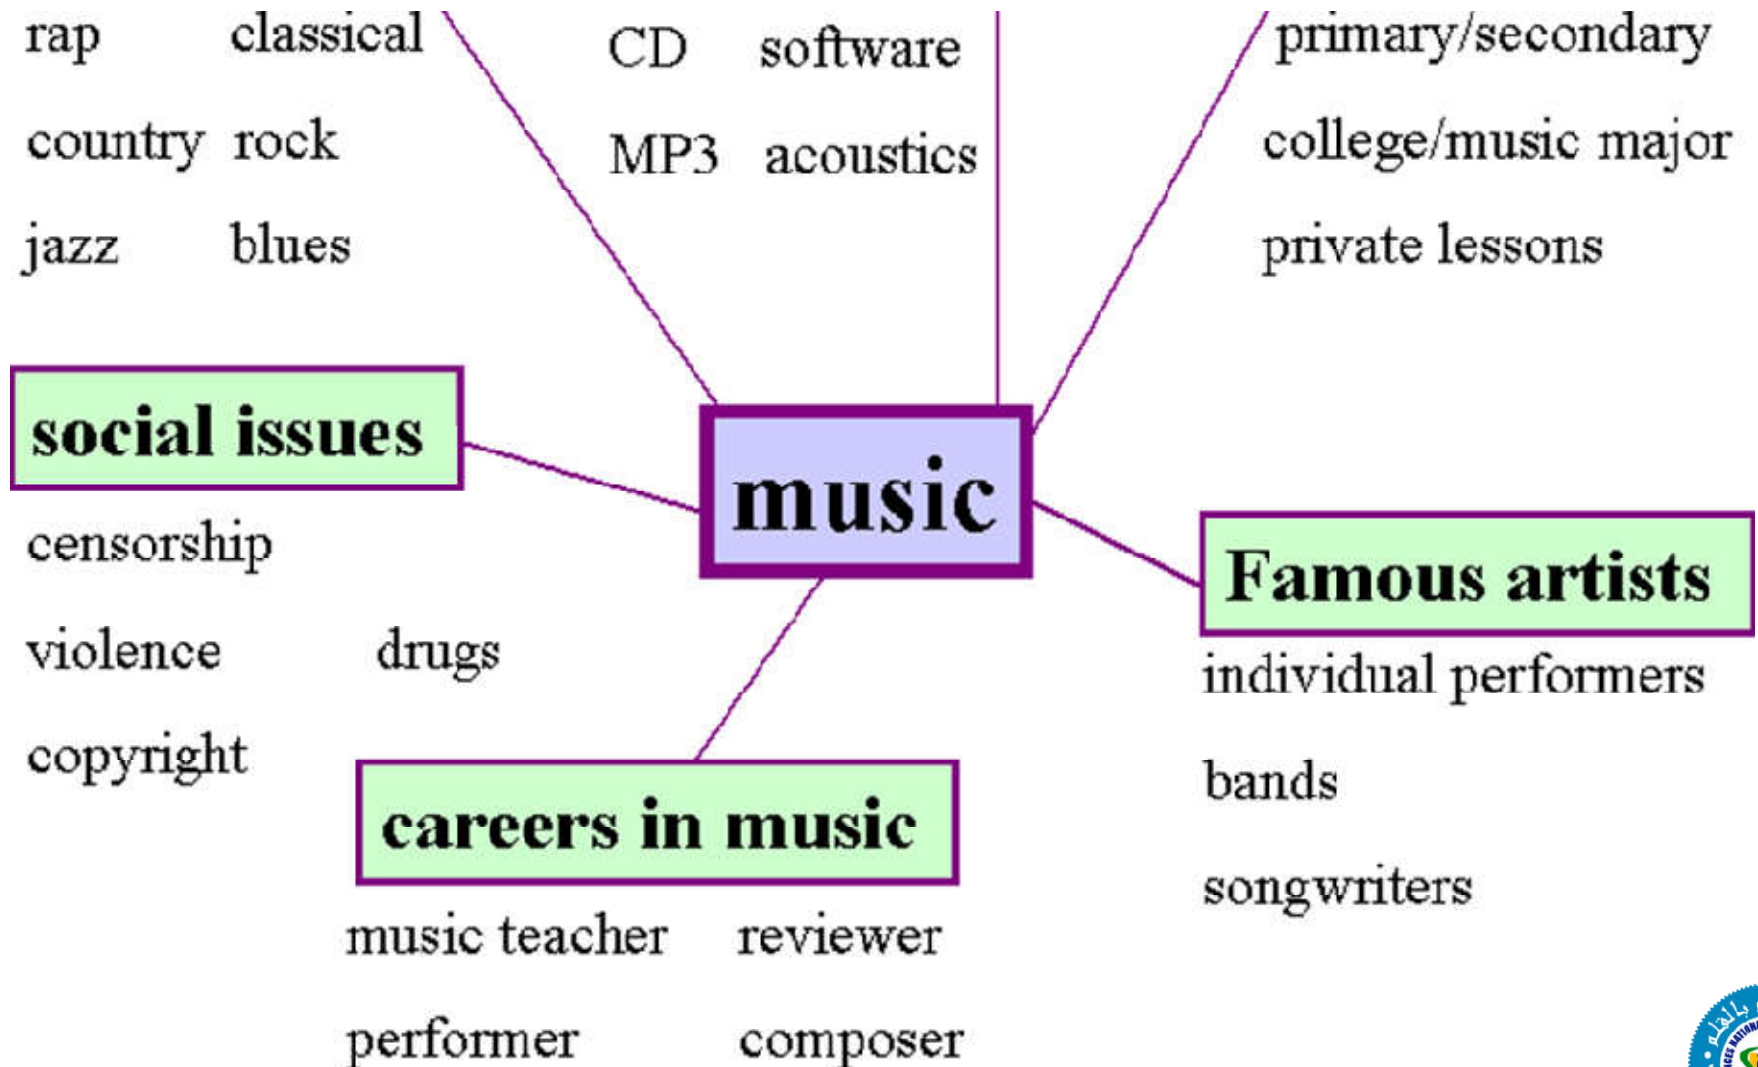 rap classical
country rock
jazz blues
CD software
MP3 acoustics
primary/secondary
college/music major
private lessons
social issues
censorship
violence drugs
copyright
music
Famous artists
individual performers
bands
songwriters
careers in music
music teacher reviewer
performer composer